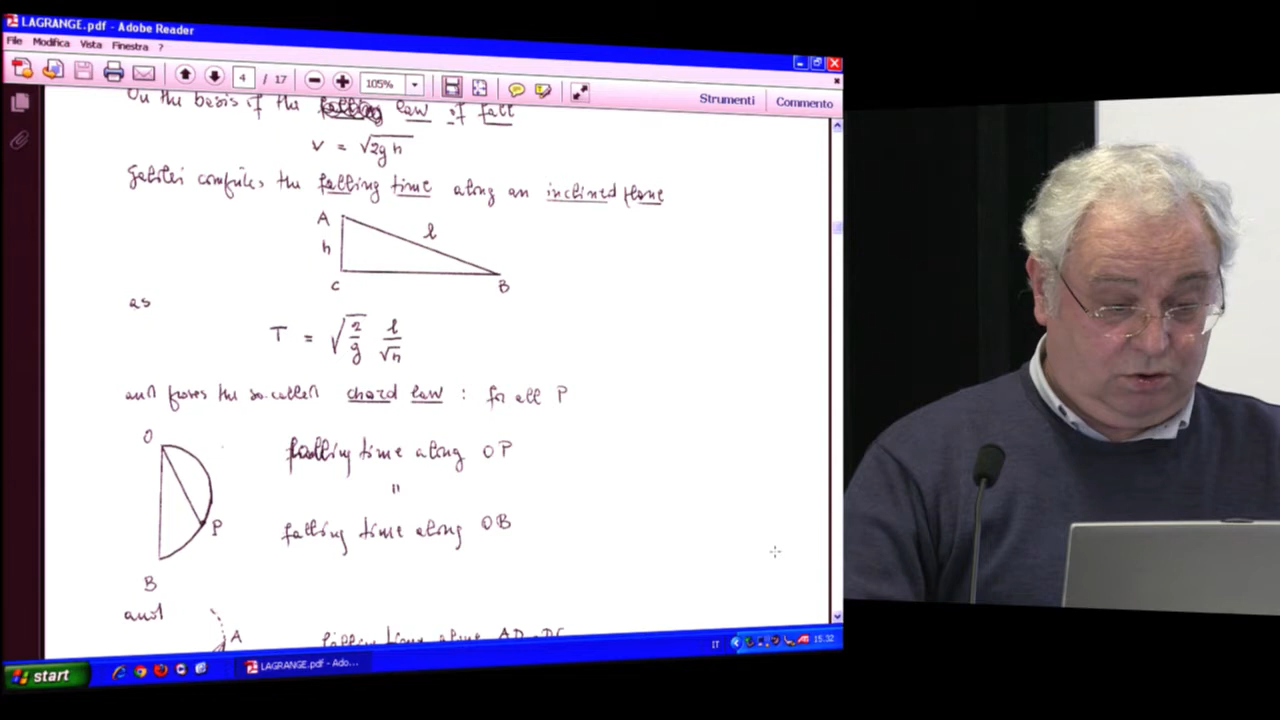 LAGRANGE.pdf - Adobe Reader
File Modifica Vista Finestra ?
4 / 17 105%
Strumenti Commento
On the basis of the law of fall
v = √2gh
Galilei computes the falling time along an inclined plane
A
h
l
C
B
as
T = √2/g l/√h
and proves the so-called chord law : for all P
O
falling time along OP
"
P
falling time along OB
B
and
A
start
LAGRANGE.pdf - Ado...
IT
15:32